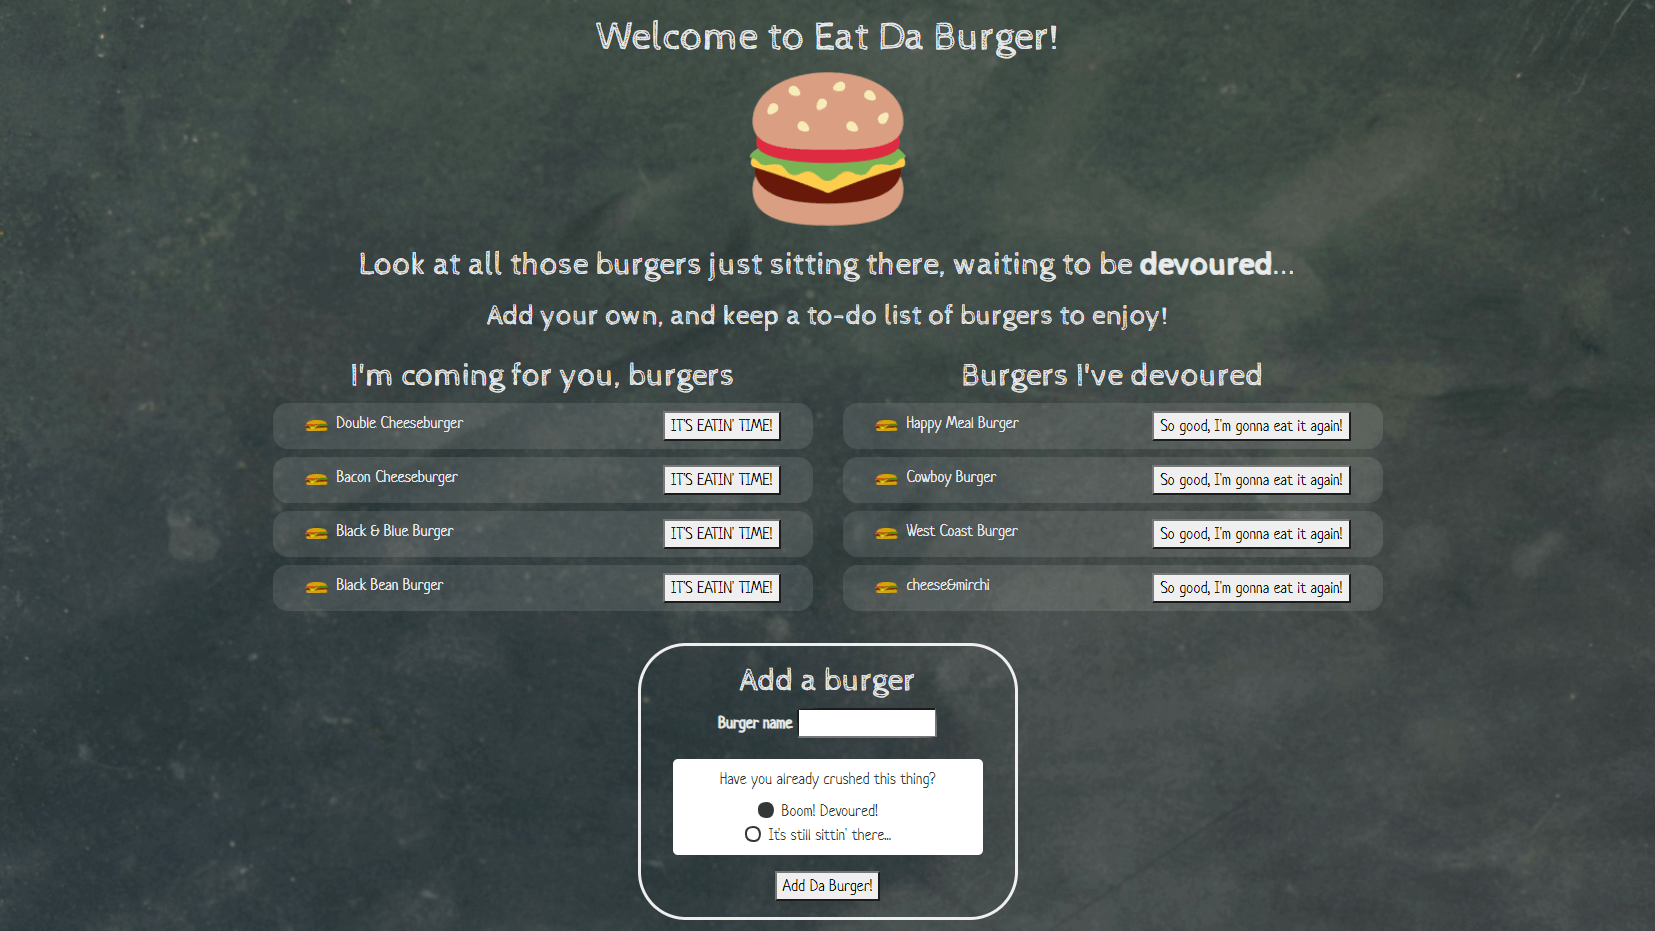 Welcome to Eat Da Burger!
Look at all those burgers just sitting there, waiting to be devoured...
Add your own, and keep a to-do list of burgers to enjoy!
I'm coming for you, burgers
Double Cheeseburger IT'S EATIN' TIME!
Bacon Cheeseburger IT'S EATIN' TIME!
Black & Blue Burger IT'S EATIN' TIME!
Black Bean Burger IT'S EATIN' TIME!
Burgers I've devoured
Happy Meal Burger So good, I'm gonna eat it again!
Cowboy Burger So good, I'm gonna eat it again!
West Coast Burger So good, I'm gonna eat it again!
cheese&mirchi So good, I'm gonna eat it again!
Add a burger
Burger name
Have you already crushed this thing?
Boom! Devoured!
It's still sittin' there...
Add Da Burger!